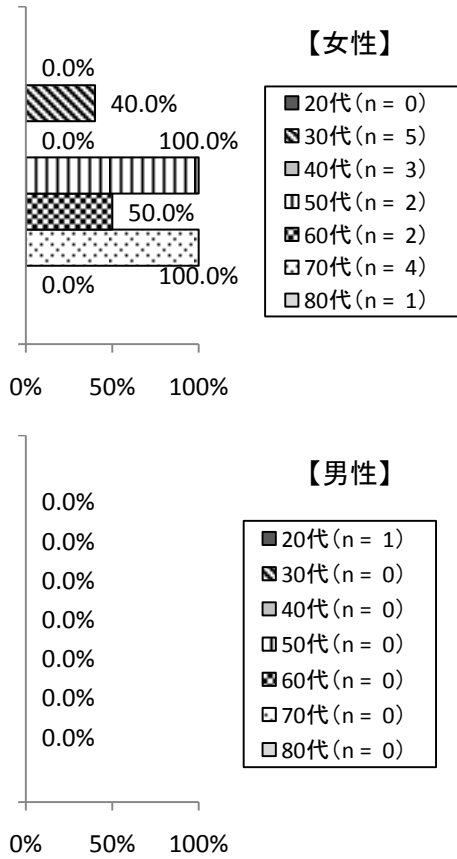 【女性】
0.0%
40.0%
0.0% 100.0%
50.0%
100.0%
0.0%
0% 50% 100%
20代(n = 0)
30代(n = 5)
40代(n = 3)
50代(n = 2)
60代(n = 2)
70代(n = 4)
80代(n = 1)
【男性】
0.0%
0.0%
0.0%
0.0%
0.0%
0.0%
0.0%
0% 50% 100%
20代(n = 1)
30代(n = 0)
40代(n = 0)
50代(n = 0)
60代(n = 0)
70代(n = 0)
80代(n = 0)